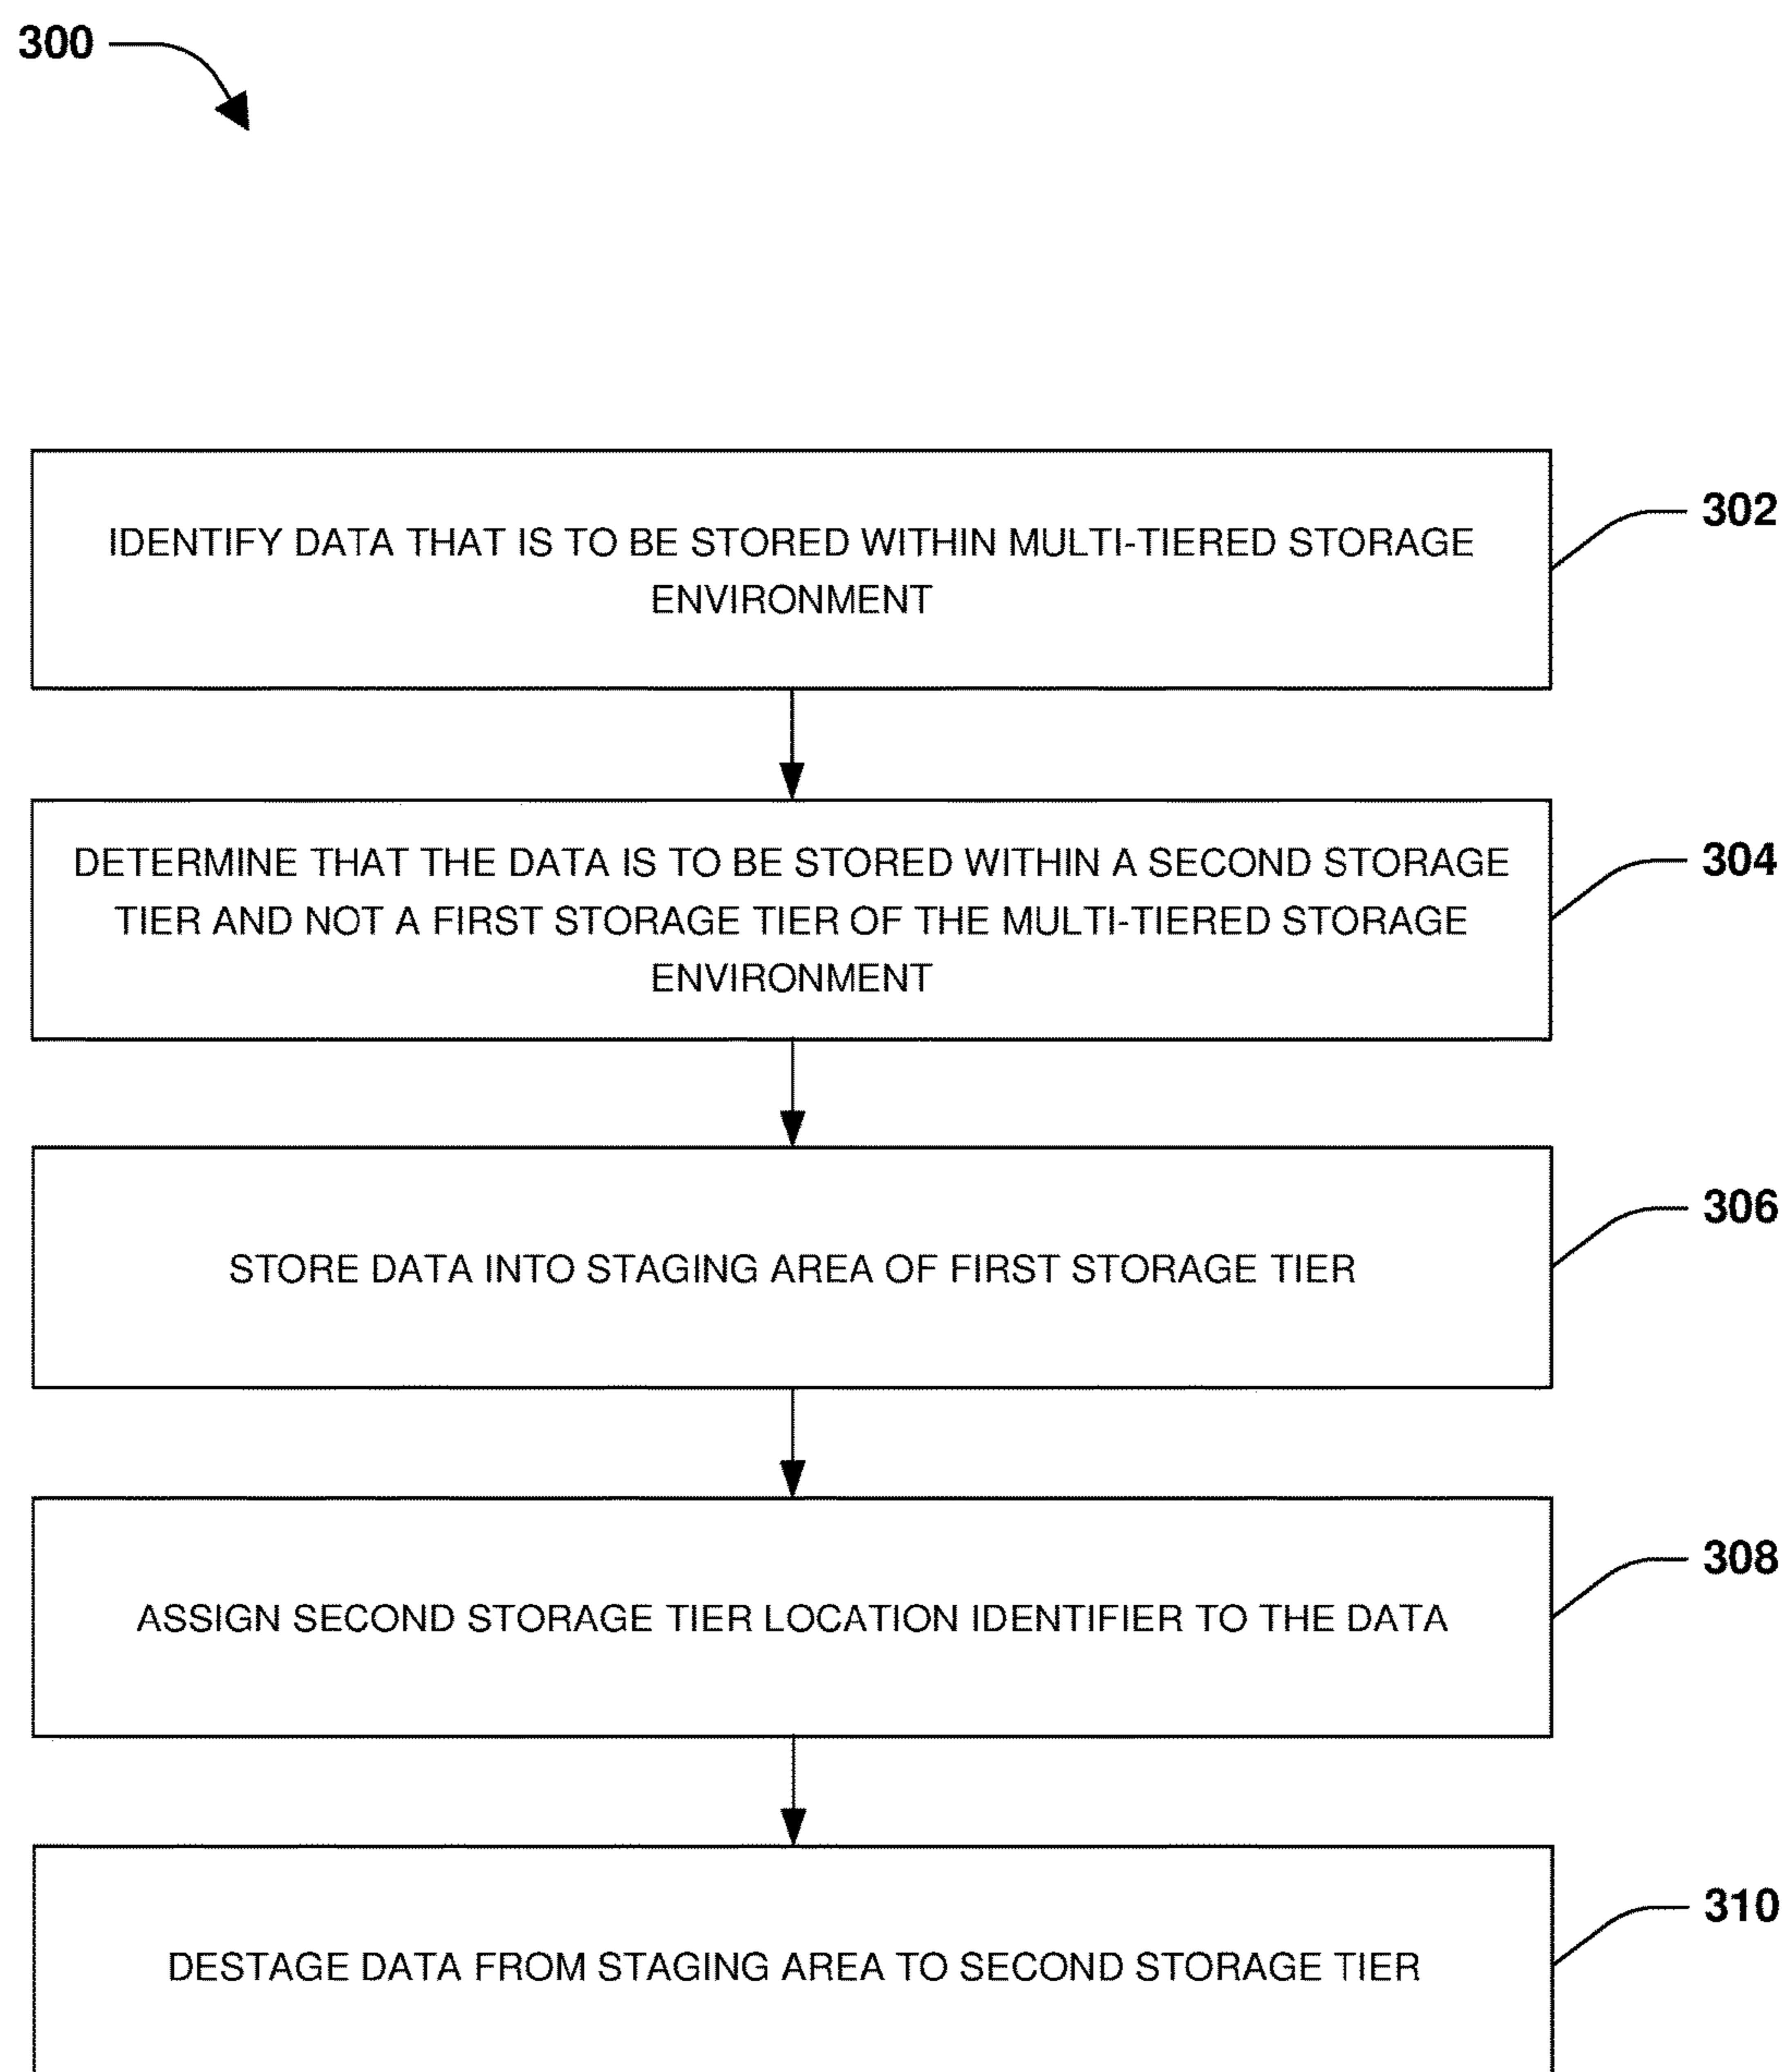 300
IDENTIFY DATA THAT IS TO BE STORED WITHIN MULTI-TIERED STORAGE
ENVIRONMENT
302
DETERMINE THAT THE DATA IS TO BE STORED WITHIN A SECOND STORAGE
TIER AND NOT A FIRST STORAGE TIER OF THE MULTI-TIERED STORAGE
ENVIRONMENT
304
STORE DATA INTO STAGING AREA OF FIRST STORAGE TIER
306
ASSIGN SECOND STORAGE TIER LOCATION IDENTIFIER TO THE DATA
308
DESTAGE DATA FROM STAGING AREA TO SECOND STORAGE TIER
310